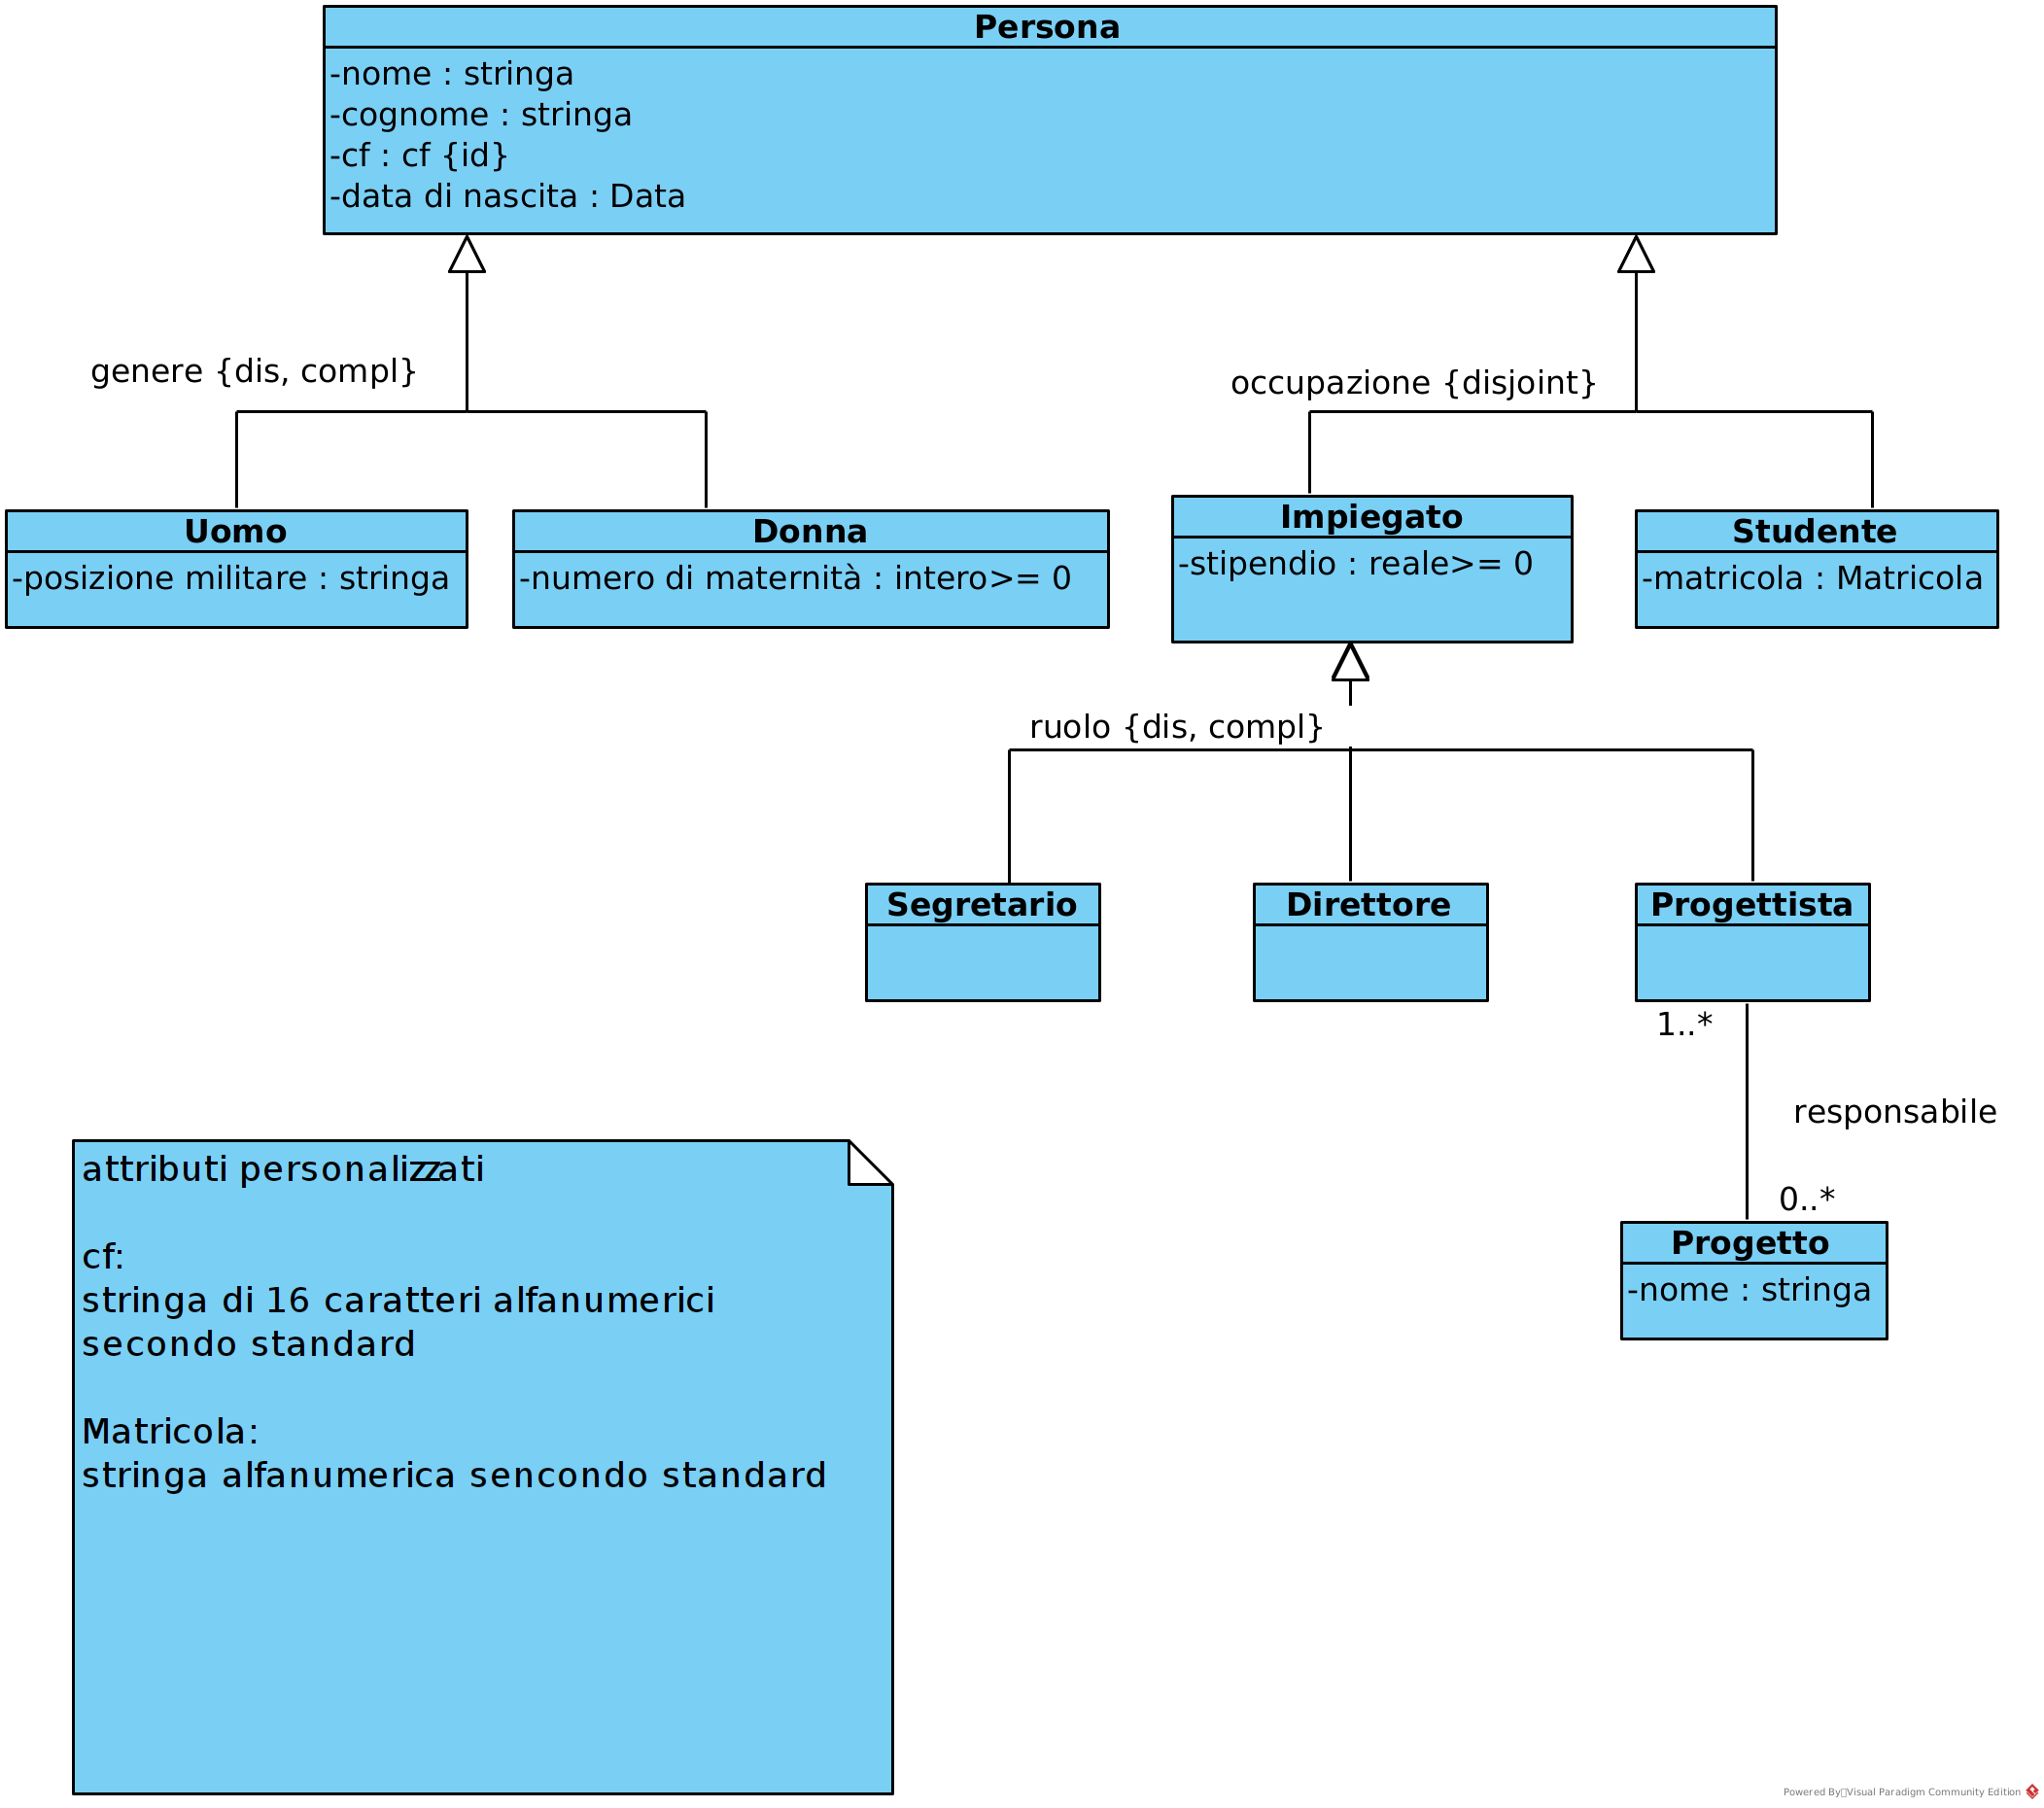 Persona
-nome : stringa
-cognome : stringa
-cf : cf {id}
-data di nascita : Data
genere {dis, compl}
occupazione {disjoint}
Uomo
-posizione militare : stringa
Donna
-numero di maternità : intero>= 0
Impiegato
-stipendio : reale>= 0
Studente
-matricola : Matricola
ruolo {dis, compl}
Segretario
Direttore
Progettista
1..*
responsabile
0..*
Progetto
-nome : stringa
attributi personalizzati
cf:
stringa di 16 caratteri alfanumerici
secondo standard
Matricola:
stringa alfanumerica sencondo standard
Powered By Visual Paradigm Community Edition